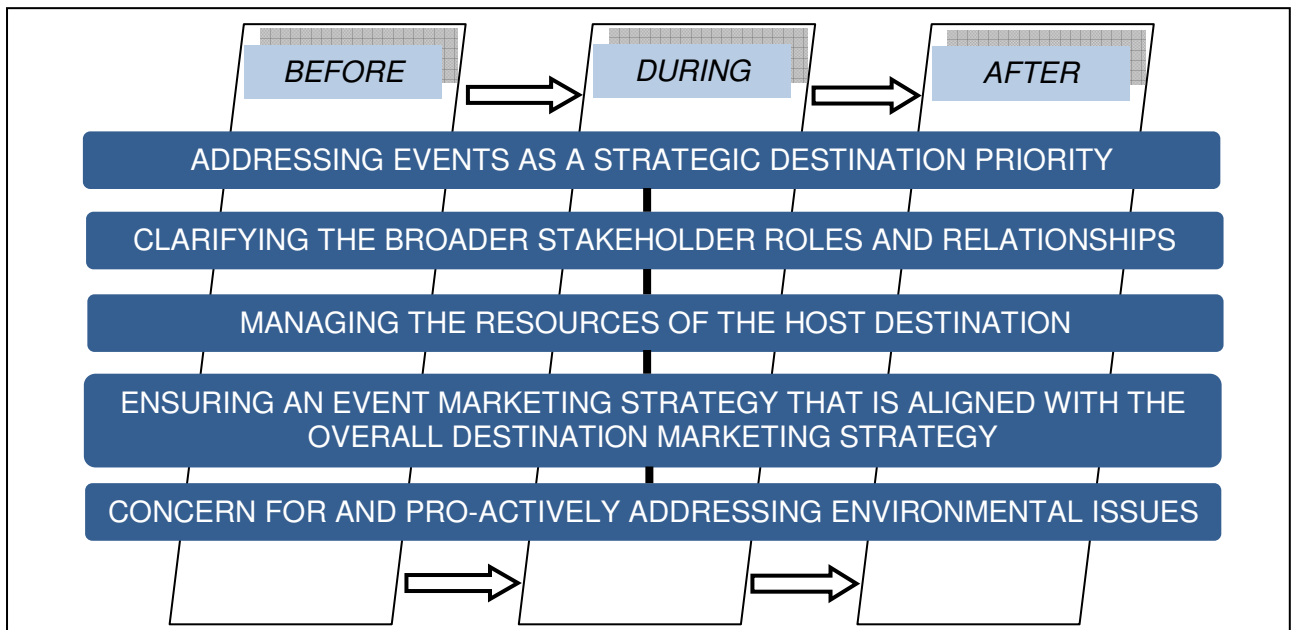 BEFORE
DURING
AFTER
ADDRESSING EVENTS AS A STRATEGIC DESTINATION PRIORITY
CLARIFYING THE BROADER STAKEHOLDER ROLES AND RELATIONSHIPS
MANAGING THE RESOURCES OF THE HOST DESTINATION
ENSURING AN EVENT MARKETING STRATEGY THAT IS ALIGNED WITH THE
OVERALL DESTINATION MARKETING STRATEGY
CONCERN FOR AND PRO-ACTIVELY ADDRESSING ENVIRONMENTAL ISSUES